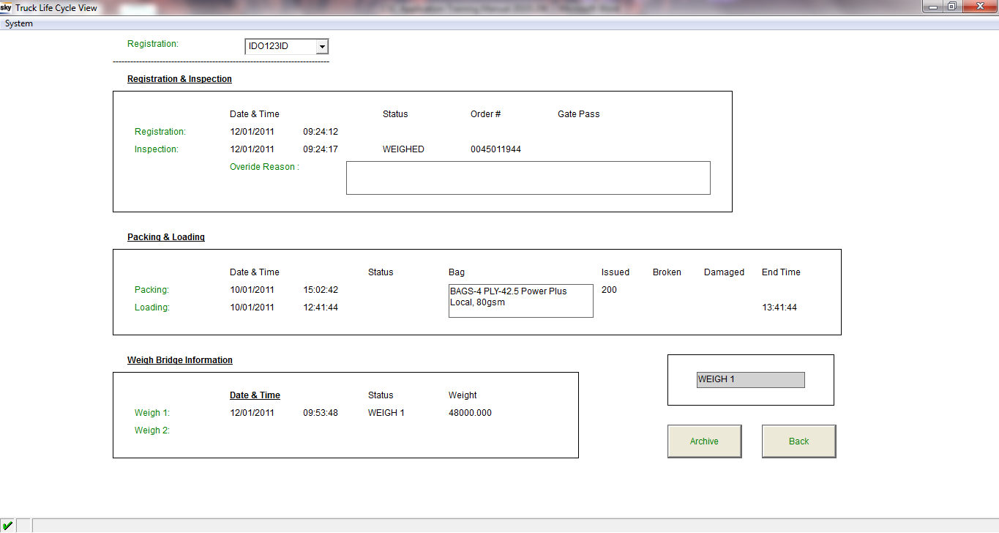 sky Truck Life Cycle View
System
Registration: IDO123ID
Registration & Inspection
Date & Time Status Order # Gate Pass
Registration: 12/01/2011 09:24:12
Inspection: 12/01/2011 09:24:17 WEIGHED 0045011944
Overide Reason :
Packing & Loading
Date & Time Status Bag Issued Broken Damaged End Time
Packing: 10/01/2011 15:02:42 BAGS-4 PLY-42.5 Power Plus 200
Local, 80gsm
Loading: 10/01/2011 12:41:44 13:41:44
Weigh Bridge Information
WEIGH 1
Date & Time Status Weight
Weigh 1: 12/01/2011 09:53:48 WEIGH 1 48000.000
Weigh 2:
Archive Back